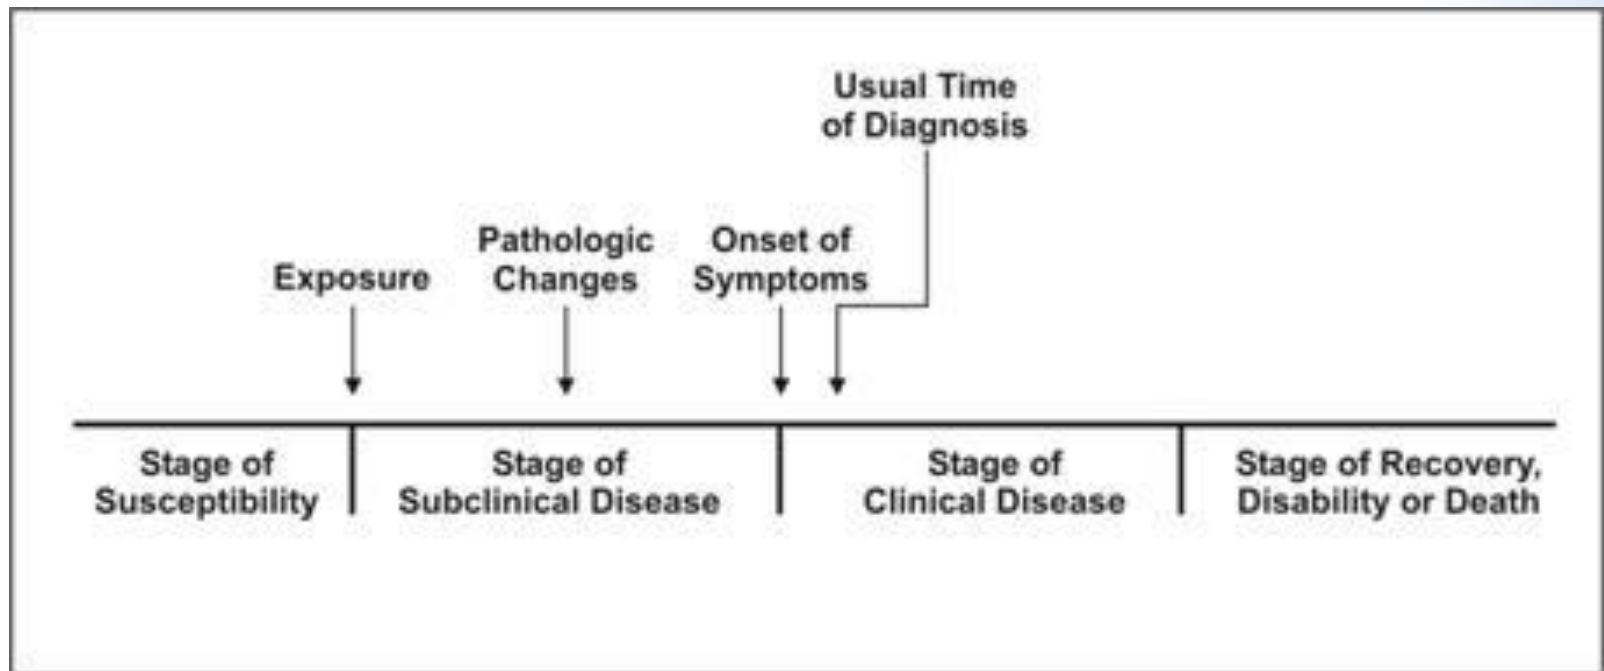 Usual Time
of Diagnosis
Pathologic
Changes
Onset of
Symptoms
Exposure
Stage of
Susceptibility
Stage of
Subclinical Disease
Stage of
Clinical Disease
Stage of Recovery,
Disability or Death